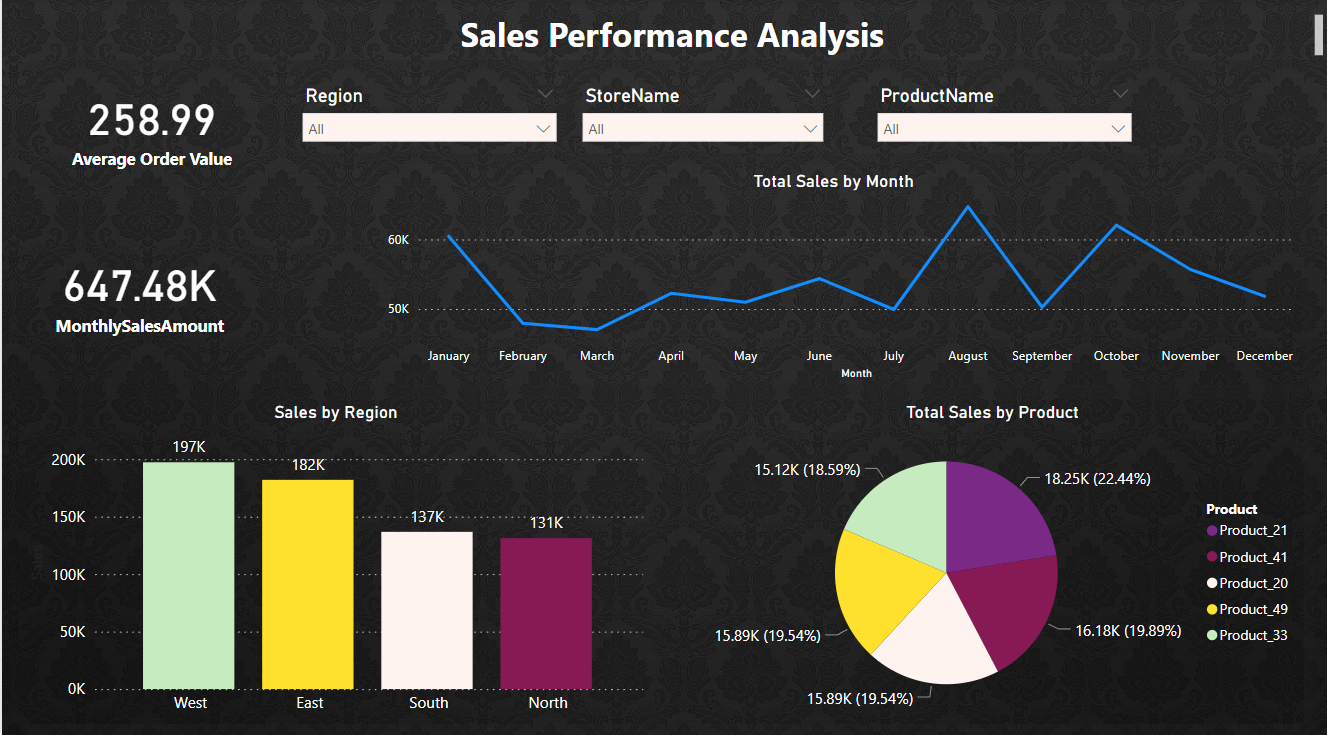 Sales Performance Analysis
258.99
Average Order Value
Region
All
StoreName
All
ProductName
All
647.48K
MonthlySalesAmount
Total Sales by Month
60K
50K
January February March April May June July August September October November December
Month
Sales by Region
Sales
200K
150K
100K
50K
0K
197K
182K
137K
131K
West East South North
Total Sales by Product
18.25K (22.44%)
16.18K (19.89%)
15.89K (19.54%)
15.89K (19.54%)
15.12K (18.59%)
Product
Product_21
Product_41
Product_20
Product_49
Product_33